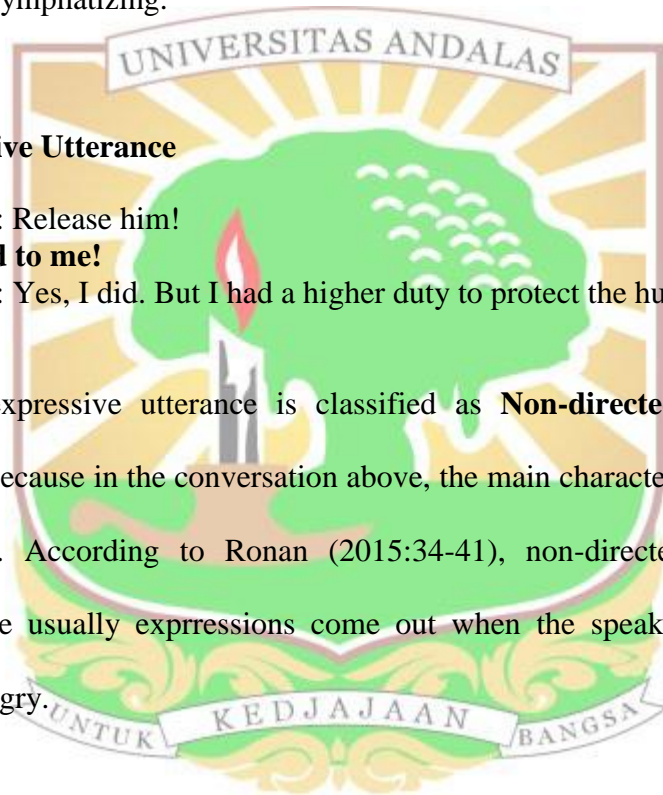 ymphatizing.
UNIVERSITAS ANDALAS
ive Utterance
: Release him!
d to me!
: Yes, I did. But I had a higher duty to protect the hu
expressive utterance is classified as Non-directe
ecause in the conversation above, the main characte
. According to Ronan (2015:34-41), non-directe
e usually exprressions come out when the speak
gry.
UNTUK KEDJAJAAN BANGSA